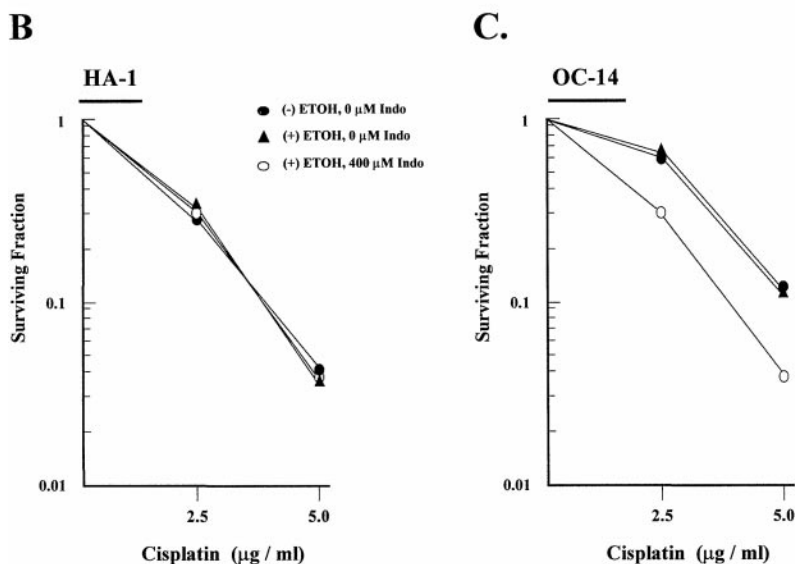 B
HA-1
(-) ETOH, 0 μM Indo
(+) ETOH, 0 μM Indo
(+) ETOH, 400 μM Indo
1
0.1
0.01
Surviving Fraction
2.5
5.0
Cisplatin (μg / ml)
C.
OC-14
1
0.1
0.01
Surviving Fraction
2.5
5.0
Cisplatin (μg / ml)